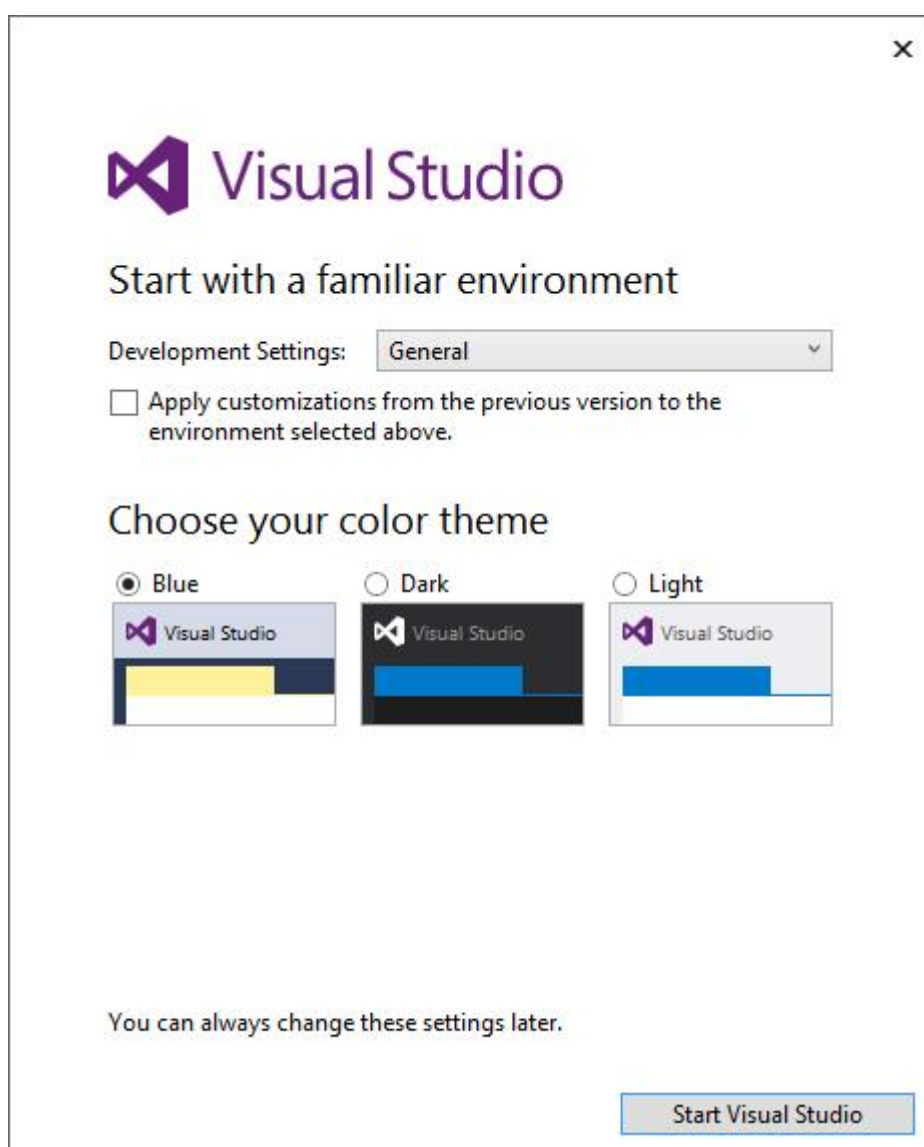 Visual Studio
Start with a familiar environment
Development Settings: General
Apply customizations from the previous version to the
environment selected above.
Choose your color theme
Blue Dark Light
Visual Studio Visual Studio Visual Studio
You can always change these settings later.
Start Visual Studio